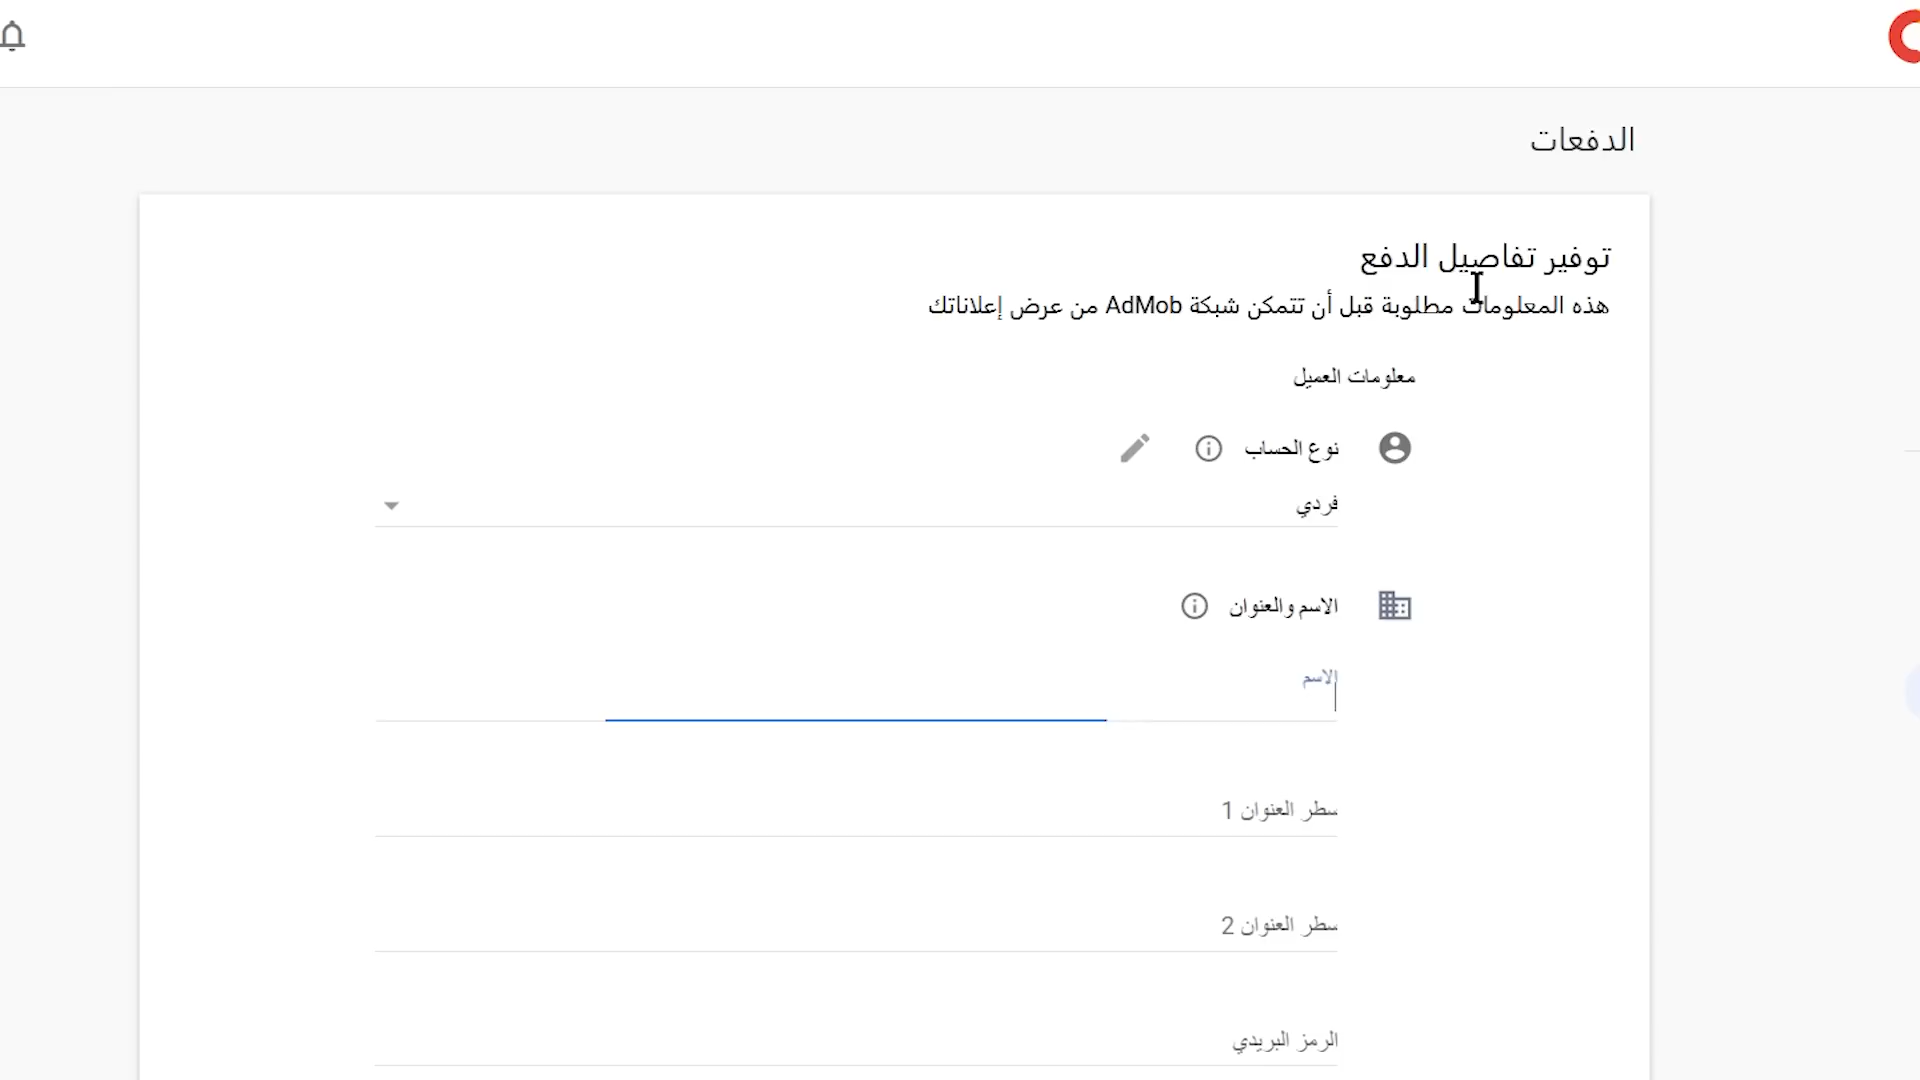 الدفعات
توفير تفاصيل الدفع
هذه المعلومات مطلوبة قبل أن تتمكن شبكة AdMob من عرض إعلاناتك
معلومات العميل
نوع الحساب
فردي
الاسم والعنوان
الاسم
سطر العنوان 1
سطر العنوان 2
الرمز البريدي